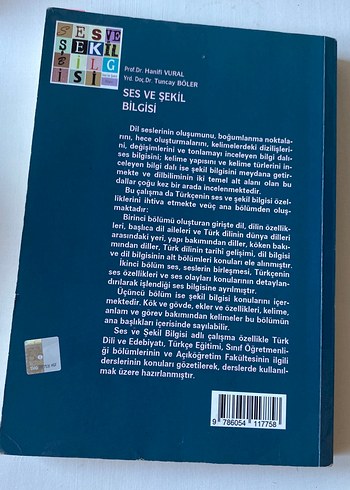 SES VE
ŞEKİL
BİLGİSİ
Prof.Dr. Hanifi VURAL
Yrd. Doç.Dr. Tuncay BÖLER
SES VE ŞEKİL
BİLGİSİ
Dil seslerinin oluşumunu, boğumlanma noktala-
rını, hece oluşturmalarını, kelimelerdeki dizilişleri-
ni, değişimlerini ve tonlamayı inceleyen bilgi dalı
ses bilgisini; kelime yapısını ve kelime türlerini in-
celeyen bilgi dalı ise şekil bilgisini meydana getir-
mekte ve dilbiliminin iki temel alt alanı olan bu
dallar çoğu kez bir arada incelenmektedir.
Bu çalışma da Türkçenin ses ve şekil bilgisi özel-
liklerini ihtiva etmekte ve üç ana bölümden oluş-
maktadır:
Birinci bölümü oluşturan girişte dil, dilin özellik-
leri, başlıca dil aileleri ve Türk dilinin dünya dilleri
arasındaki yeri, yapı bakımından diller, köken bakı-
mından diller, Türk dilinin tarihî gelişimi, dil bilgisi
ve dil bilgisinin alt bölümleri konuları ele alınmıştır.
İkinci bölüm ses, seslerin birleşmesi, Türkçenin
ses özellikleri ve ses olayları konularının detaylan-
dırılarak işlendiği ses bilgisine ayrılmıştır.
Üçüncü bölüm ise şekil bilgisi konularını içer-
mektedir. Kök ve gövde, ekler ve özellikleri, kelime,
anlam ve görev bakımından kelimeler bu bölümün
ana başlıkları içerisinde sayılabilir.
Ses ve Şekil Bilgisi adlı çalışma özellikle Türk
Dili ve Edebiyatı, Türkçe Eğitimi, Sınıf Öğretmenli-
ği bölümlerinin ve Açıköğretim Fakültesinin ilgili
derslerinin konuları gözetilerek, derslerde kullanıl-
mak üzere hazırlanmıştır.
9 786054 117758